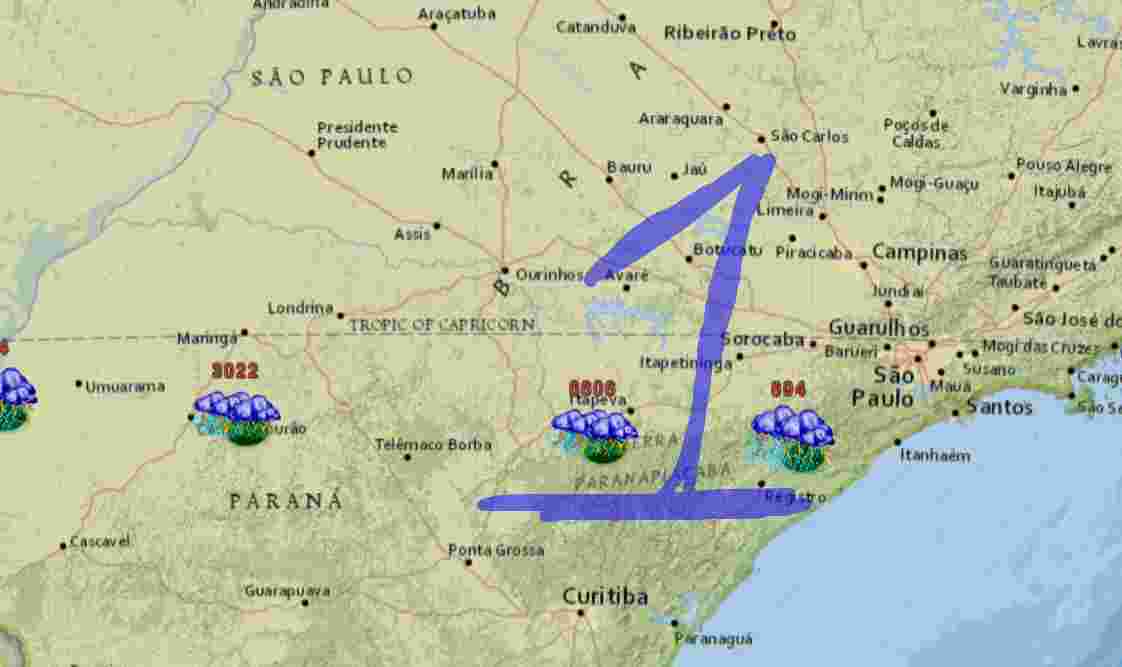 Andradina
Araçatuba
Catanduva
Ribeirão Preto
Lavras
SÃO PAULO
A
Varginha
Araraquara
São Carlos
Poços de
Caldas
Presidente
Prudente
Marília
R
Bauru
Jaú
Pouso Alegre
Mogi-Mirim
Mogi-Guaçu
Itajubá
Limeira
Assis
Botucatu
Piracicaba
Campinas
Guaratinguetá
Taubaté
B
Ourinhos
Avaré
Jundiaí
Londrina
TROPIC OF CAPRICORN
São José do
Maringá
Sorocaba
Guarulhos
Barueri
Mogi das Cruzes
Itapetininga
Susano
São
Paulo
Mauá
Carag
São Se
4
Umuarama
3022
6606
Itapeva
694
Santos
1
Telêmaco Borba
SERRA
PARANAPIACABA
Itanhaém
PARANÁ
Registro
Cascavel
Ponta Grossa
Guarapuava
Curitiba
Paranaguá